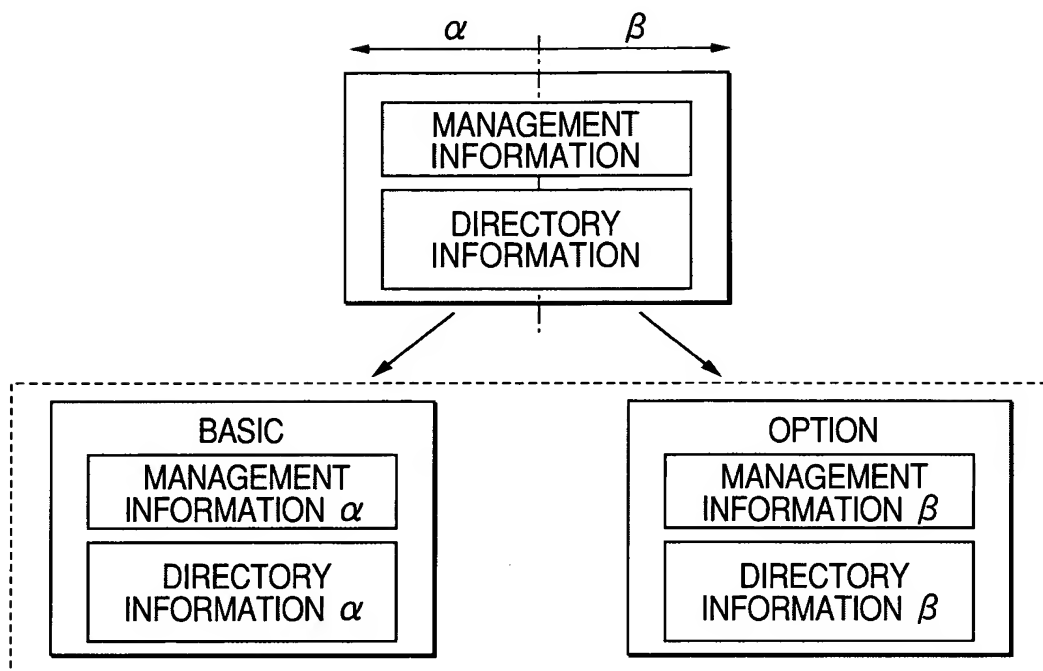 α β
MANAGEMENT
INFORMATION
DIRECTORY
INFORMATION
BASIC
MANAGEMENT
INFORMATION α
DIRECTORY
INFORMATION α
OPTION
MANAGEMENT
INFORMATION β
DIRECTORY
INFORMATION β